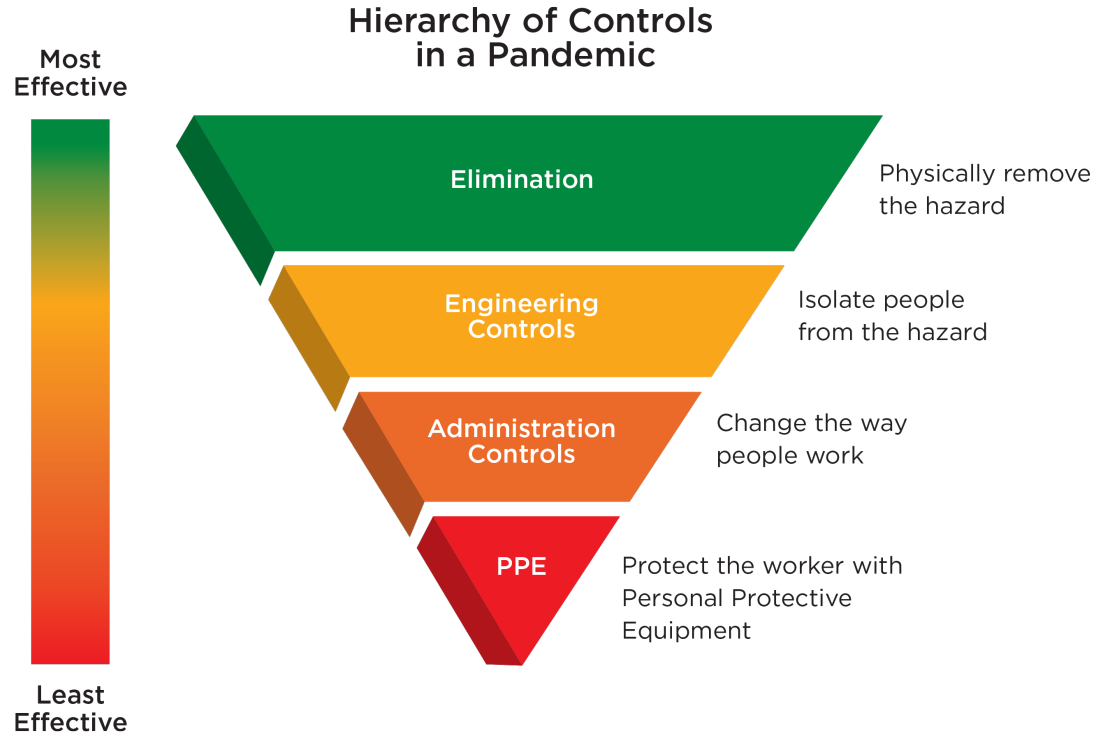 Hierarchy of Controls
in a Pandemic
Most
Effective
Elimination
Physically remove
the hazard
Engineering
Controls
Isolate people
from the hazard
Administration
Controls
Change the way
people work
PPE
Protect the worker with
Personal Protective
Equipment
Least
Effective